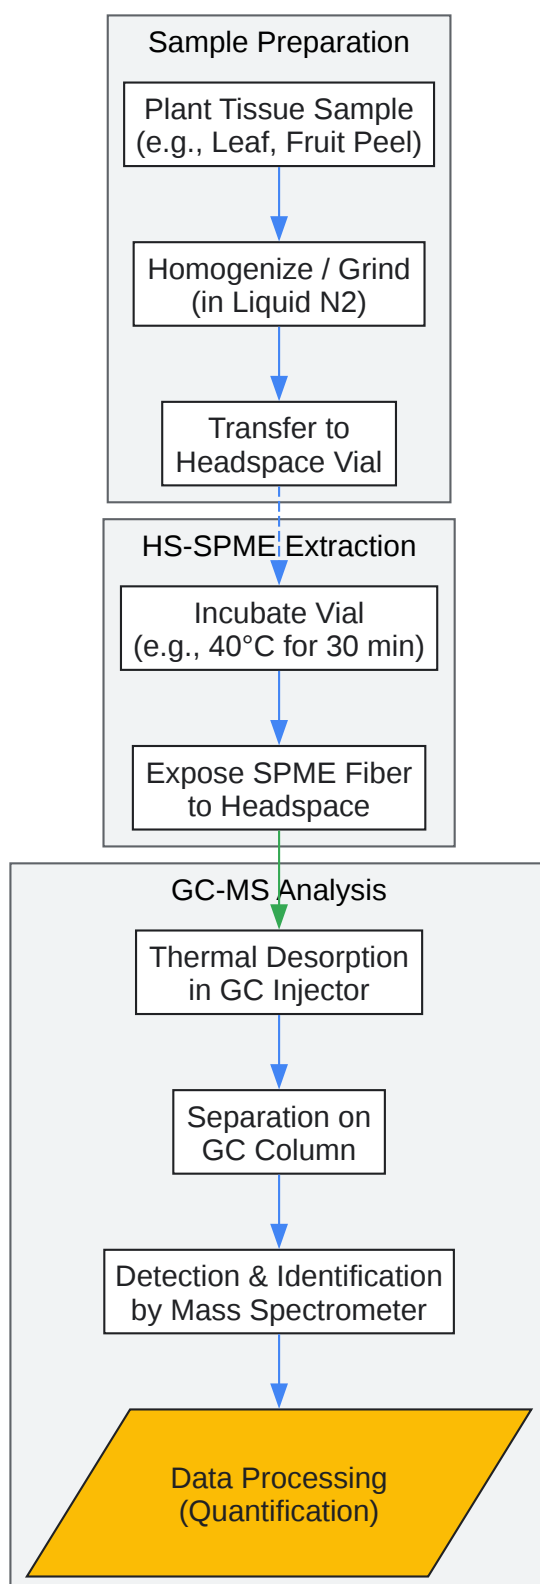 Sample Preparation
Plant Tissue Sample
(e.g., Leaf, Fruit Peel)
Homogenize / Grind
(in Liquid N2)
Transfer to
Headspace Vial
HS-SPME Extraction
Incubate Vial
(e.g., 40°C for 30 min)
Expose SPME Fiber
to Headspace
GC-MS Analysis
Thermal Desorption
in GC Injector
Separation on
GC Column
Detection & Identification
by Mass Spectrometer
Data Processing
(Quantification)